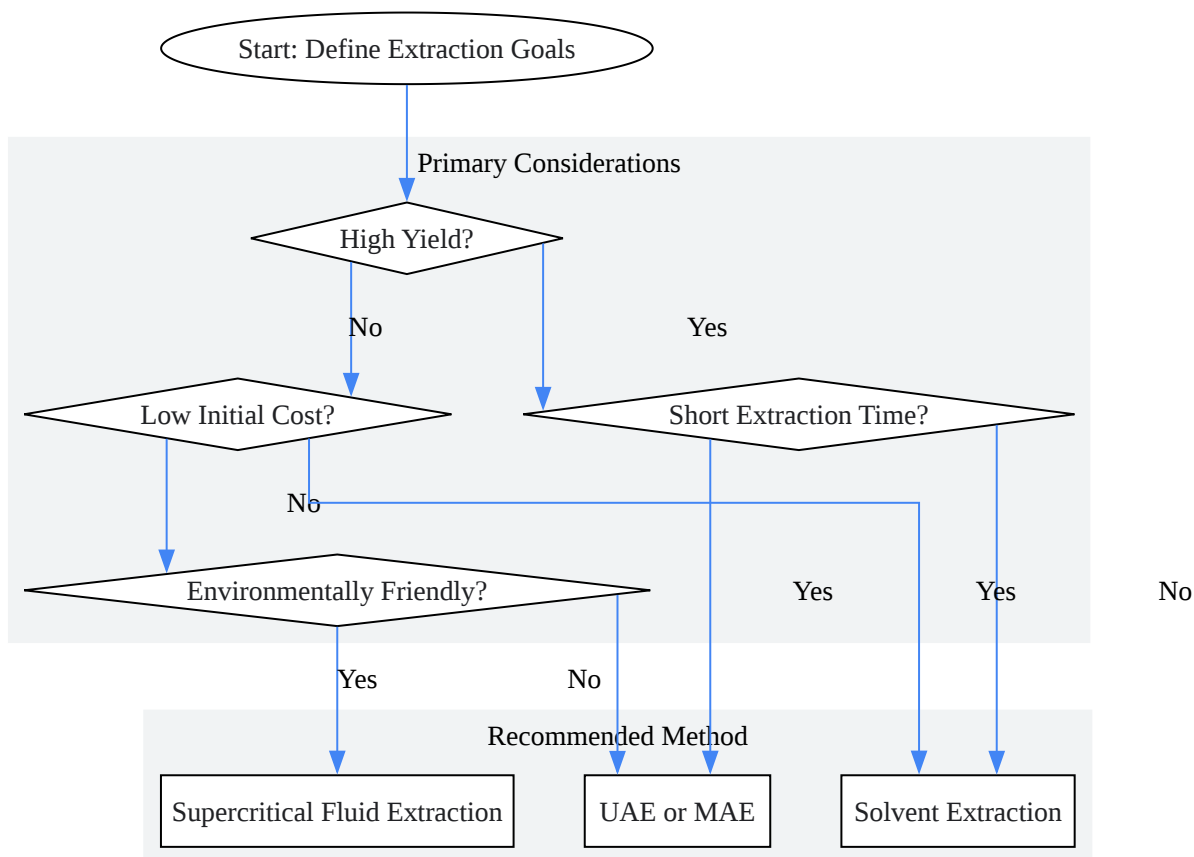 Start: Define Extraction Goals
Primary Considerations
High Yield?
No
Yes
Low Initial Cost?
Short Extraction Time?
No
Environmentally Friendly?
Yes
Yes
No
Yes
No
Recommended Method
Supercritical Fluid Extraction
UAE or MAE
Solvent Extraction